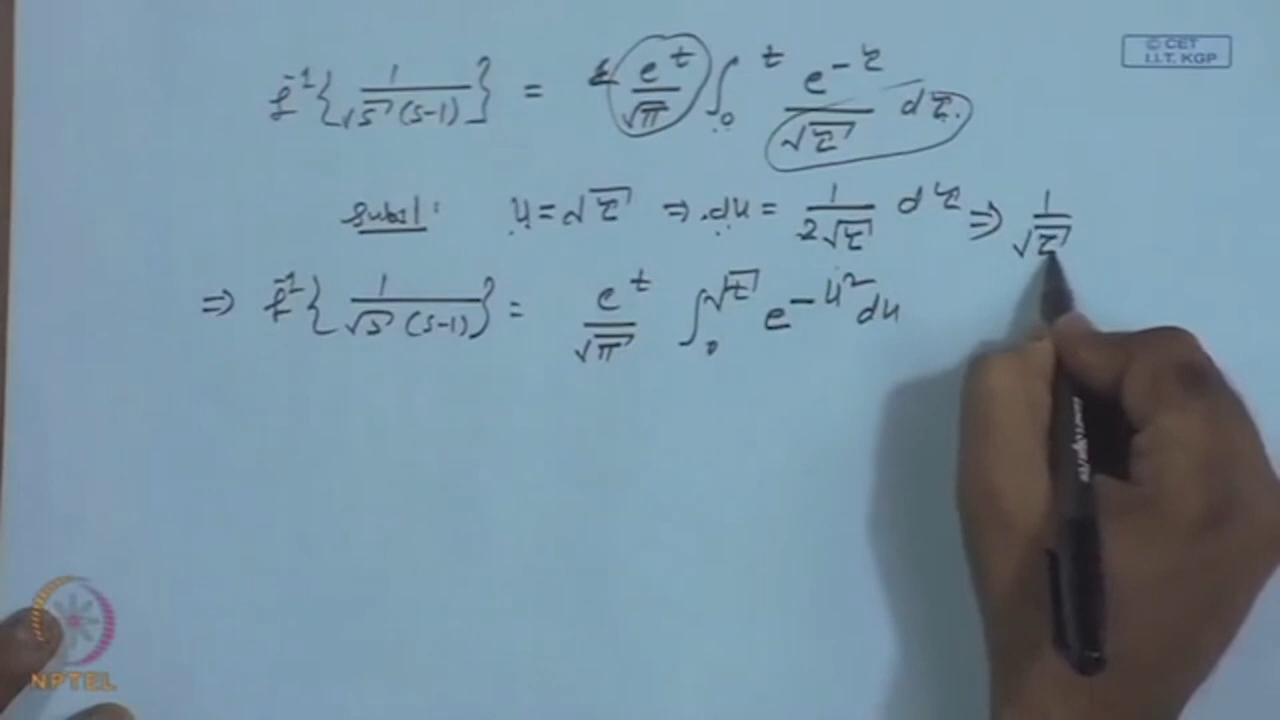 © CET
I.I.T. KGP
£⁻¹{1/(√s (s-1))} = e^t/√π ∫₀^t e^{-τ}/√τ dτ.
Subst: u = √τ ⇒ du = 1/(2√τ) dτ ⇒ 1/√τ
⇒ £⁻¹{1/(√s (s-1))} = e^t/√π ∫₀^√t e^{-u²} du
NPTEL